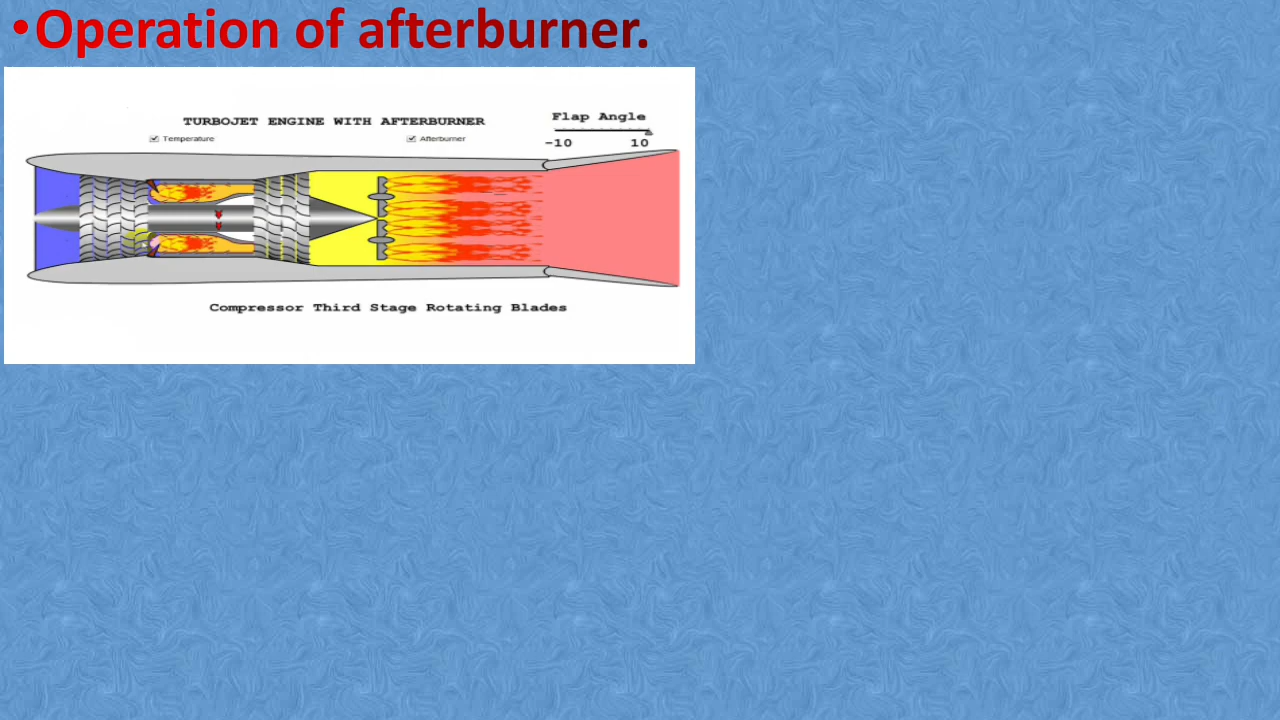 •Operation of afterburner.
TURBOJET ENGINE WITH AFTERBURNER
Flap Angle
Temperature
Afterburner
-10 10
Compressor Third Stage Rotating Blades